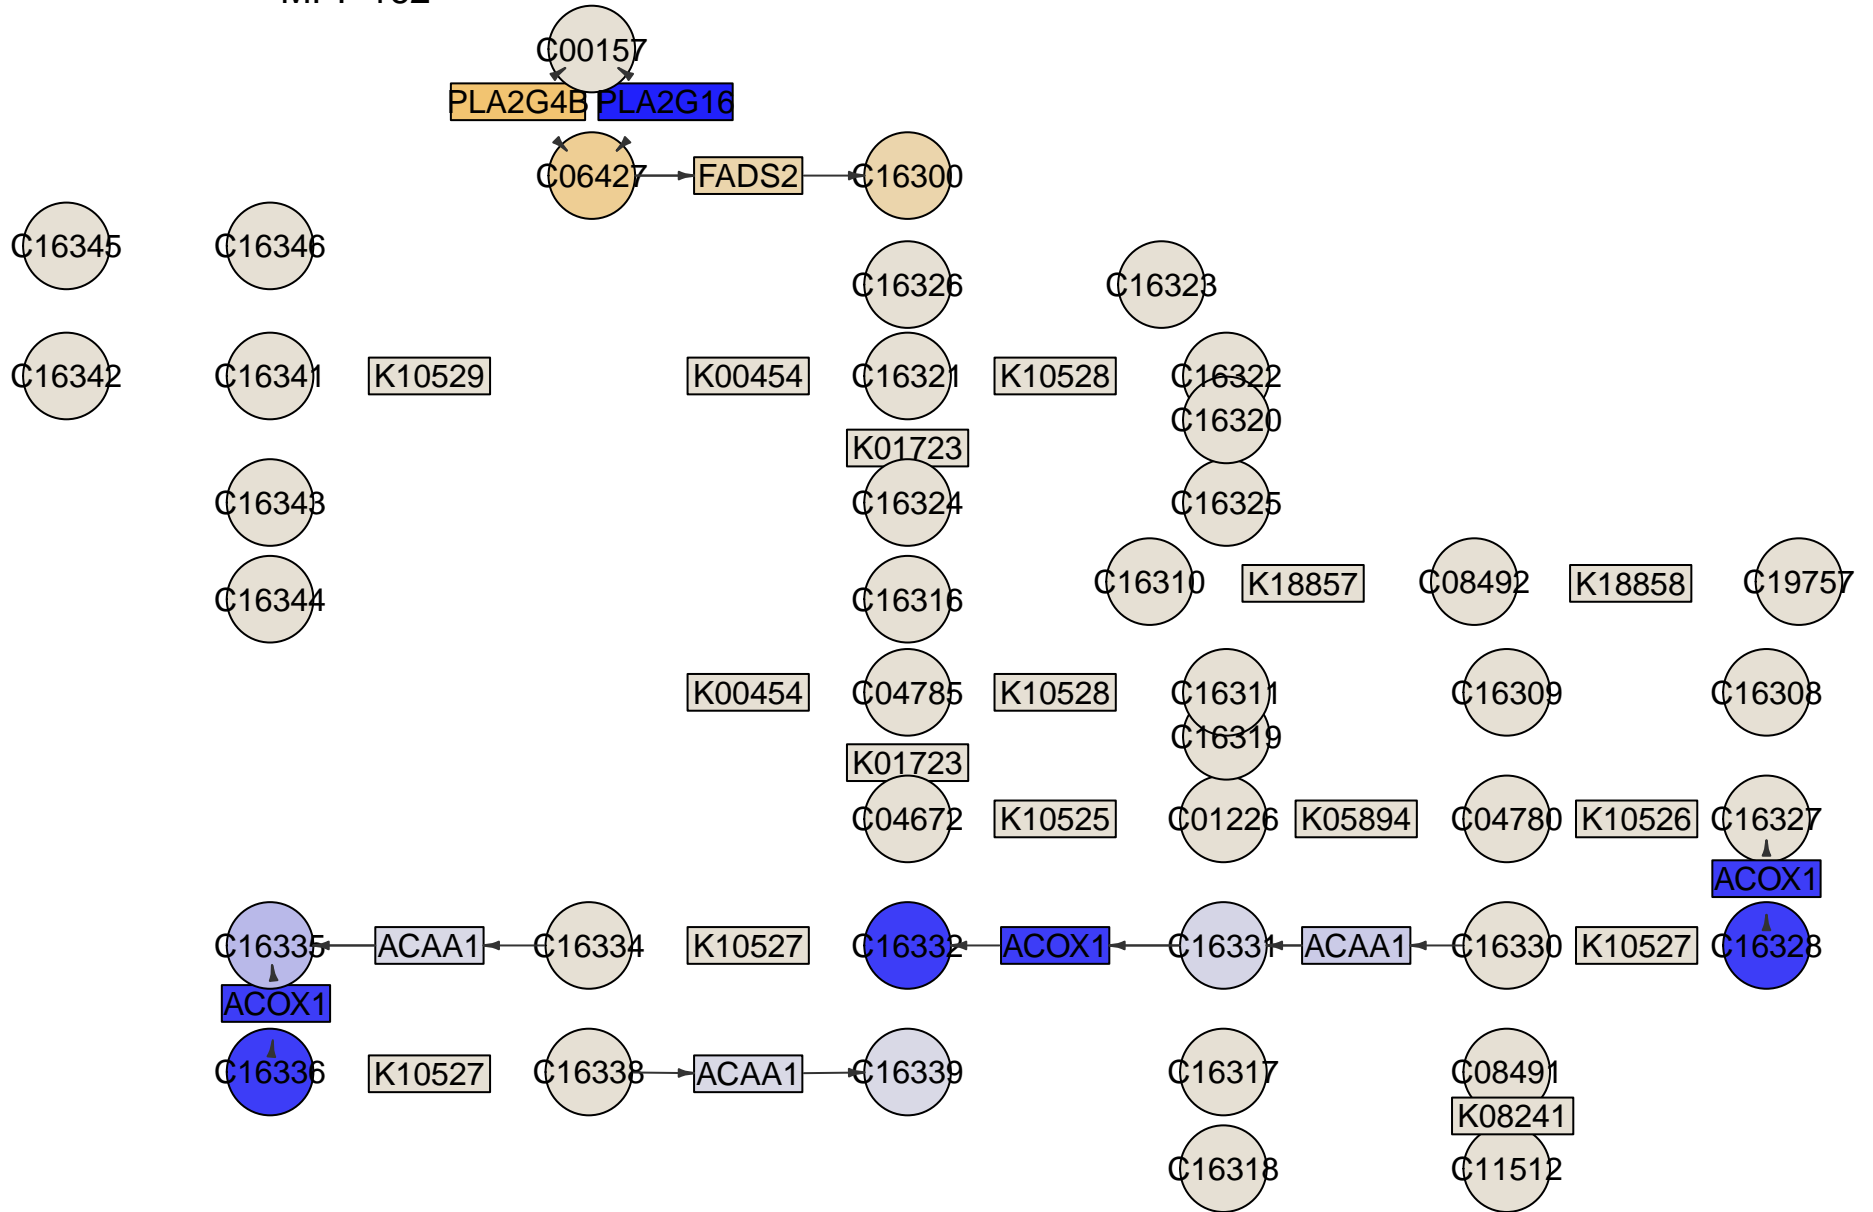 C00157
PLA2G4B PLA2G16
C06427 FADS2 C16300
C16345 C16346
C16326 C16323
C16342 C16341 K10529 K00454 C16321 K10528 C16322
C16320
K01723
C16343 C16324 C16325
C16310 K18857 C08492 K18858 C19757
C16344 C16316
K00454 C04785 K10528 C16311 C16309 C16308
C16319
K01723
C04672 K10525 C01226 K05894 C04780 K10526 C16327
ACOX1
C16335 ACAA1 C16334 K10527 C16332 ACOX1 C16331 ACAA1 C16330 K10527 C16328
ACOX1
C16336 K10527 C16338 ACAA1 C16339 C16317 C08491
K08241
C16318 C11512